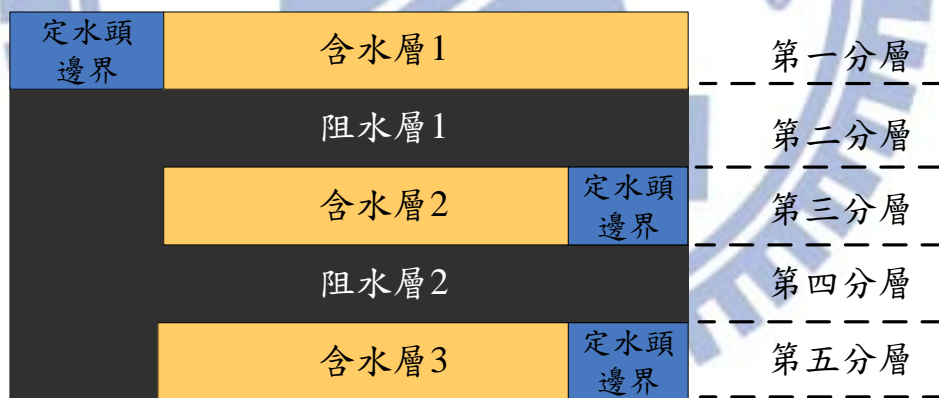 定水頭
邊界
含水層1
第一分層
阻水層1
第二分層
含水層2
定水頭
邊界
第三分層
阻水層2
第四分層
含水層3
定水頭
邊界
第五分層